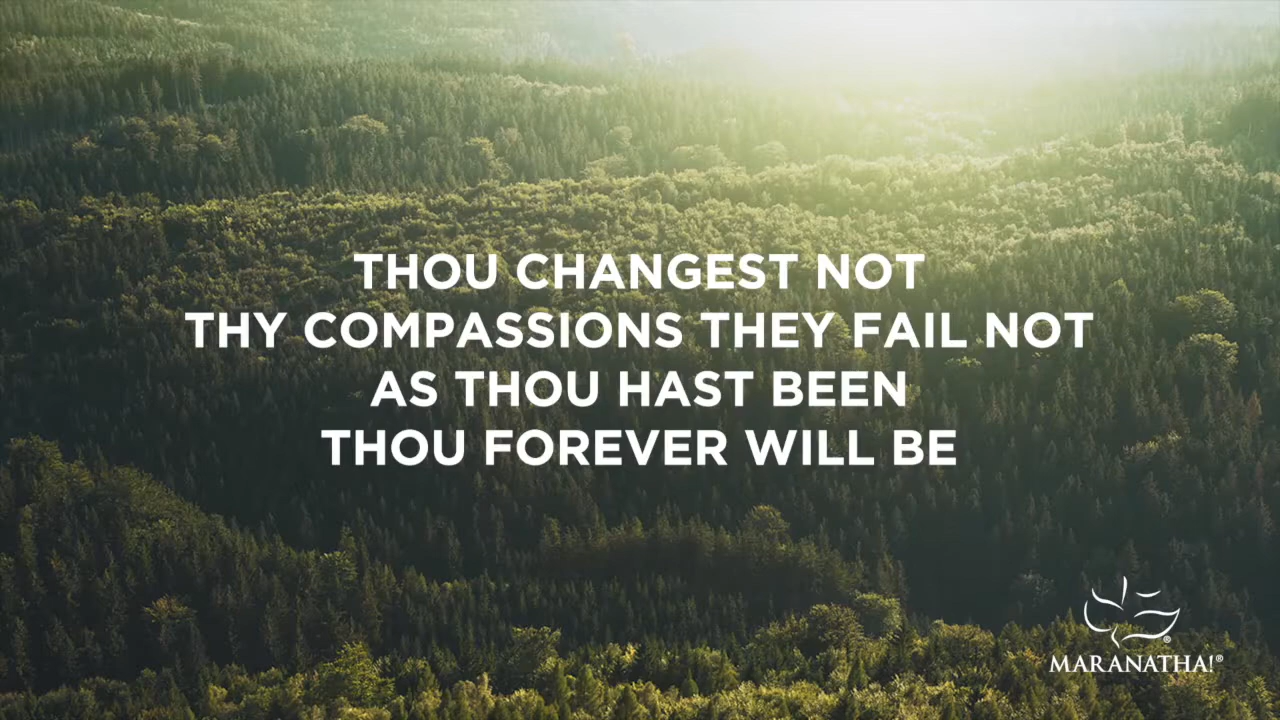 THOU CHANGEST NOT
THY COMPASSIONS THEY FAIL NOT
AS THOU HAST BEEN
THOU FOREVER WILL BE
MARANATHA!®